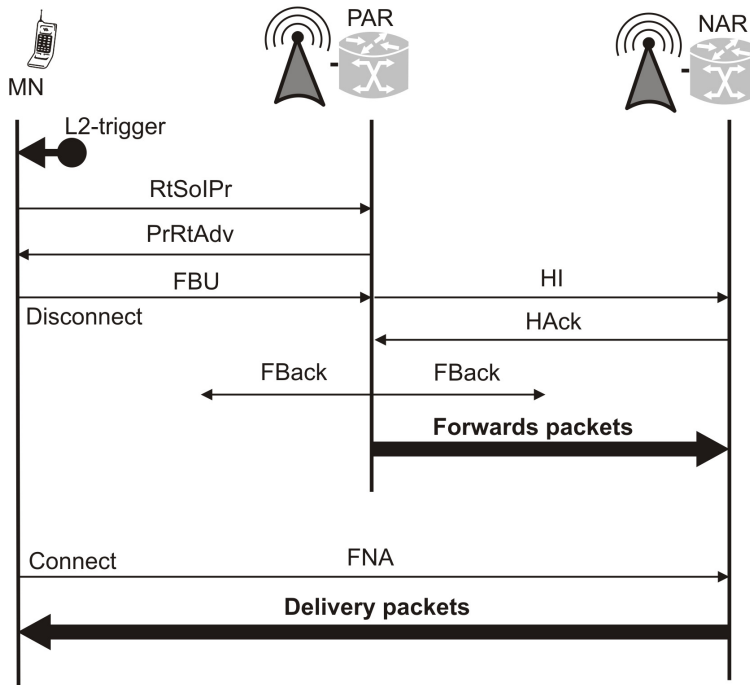 PAR
NAR
MN
L2-trigger
RtSolPr
PrRtAdv
FBU
HI
Disconnect
HAck
FBack
FBack
Forwards packets
Connect
FNA
Delivery packets